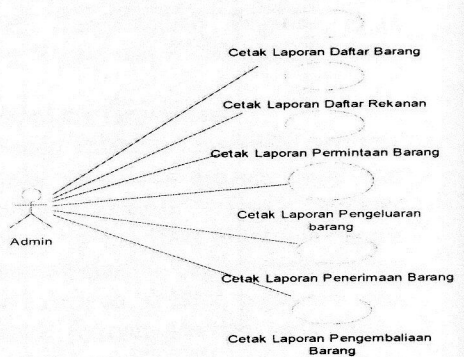 Cetak Laporan Daftar Barang
Cetak Laporan Daftar Rekanan
Cetak Laporan Permintaan Barang
Cetak Laporan Pengeluaran
barang
Admin
Cetak Laporan Penerimaan Barang
Cetak Laporan Pengembaliaan
Barang